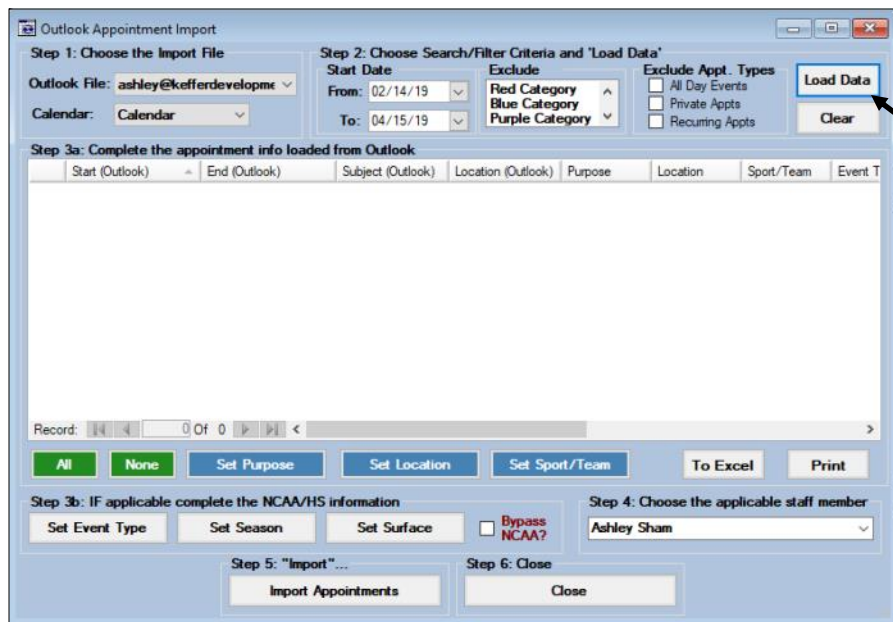 Outlook Appointment Import
Step 1: Choose the Import File
Outlook File: ashley@kefferdevelopme
Calendar: Calendar
Step 2: Choose Search/Filter Criteria and 'Load Data'
Start Date
From: 02/14/19
To: 04/15/19
Exclude
Red Category
Blue Category
Purple Category
Exclude Appt. Types
All Day Events
Private Appts
Recurring Appts
Load Data
Clear
Step 3a: Complete the appointment info loaded from Outlook
Start (Outlook) End (Outlook) Subject (Outlook) Location (Outlook) Purpose Location Sport/Team Event T
Record: 0 Of 0
All None Set Purpose Set Location Set Sport/Team To Excel Print
Step 3b: IF applicable complete the NCAA/HS information
Set Event Type Set Season Set Surface Bypass
NCAA?
Step 4: Choose the applicable staff member
Ashley Sham
Step 5: "Import"...
Import Appointments
Step 6: Close
Close